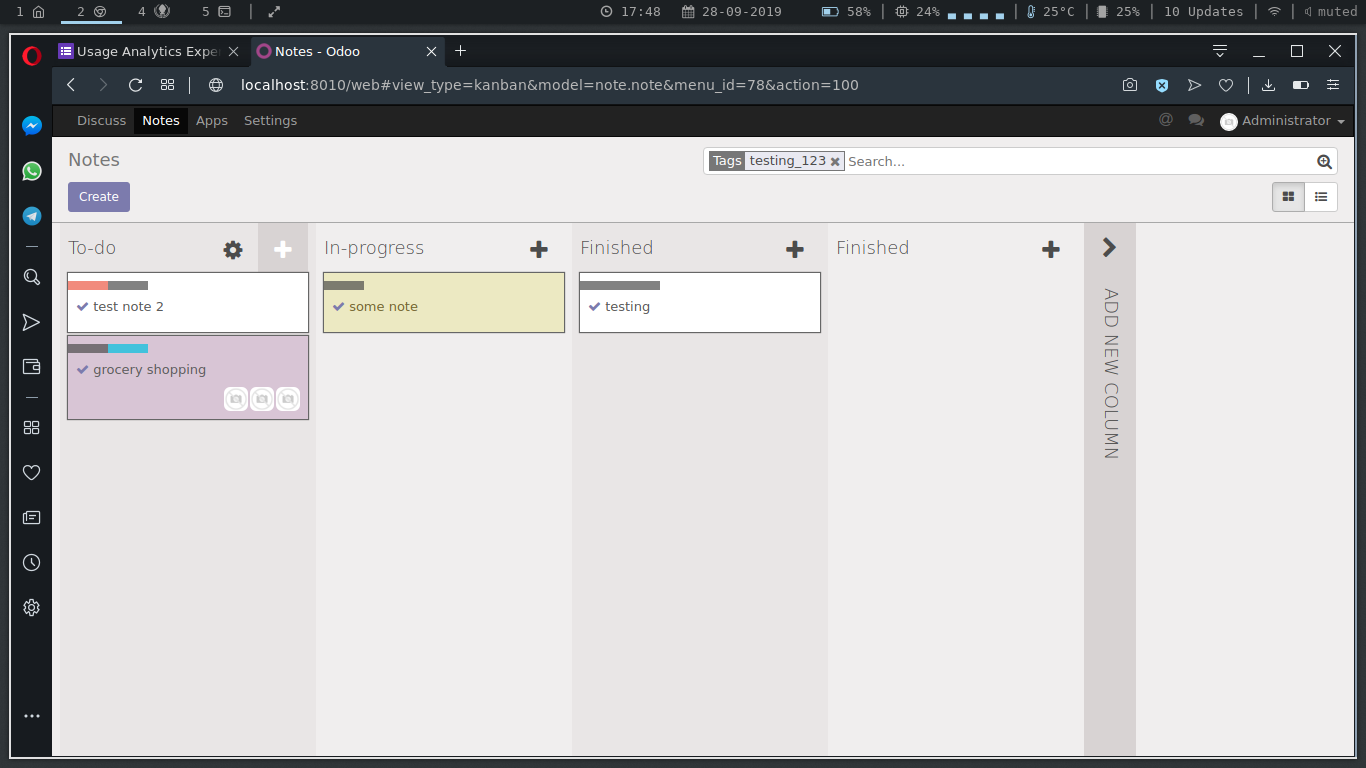 1 2 4 5 17:48 28-09-2019 58% 24% 25°C 25% 10 Updates muted
Usage Analytics Expe Notes - Odoo
localhost:8010/web#view_type=kanban&model=note.note&menu_id=78&action=100
Discuss Notes Apps Settings @ Administrator
Notes Tags testing_123 Search...
Create
To-do In-progress Finished Finished
test note 2 some note testing
grocery shopping
ADD NEW COLUMN